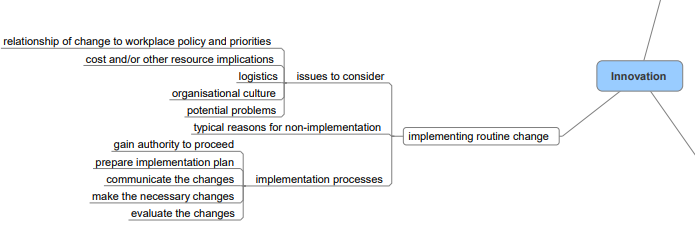 relationship of change to workplace policy and priorities
cost and/or other resource implications
Innovation
logistics
issues to consider
organisational culture
potential problems
typical reasons for non-implementation
implementing routine change
gain authority to proceed
prepare implementation plan
communicate the changes
implementation processes
make the necessary changes
evaluate the changes